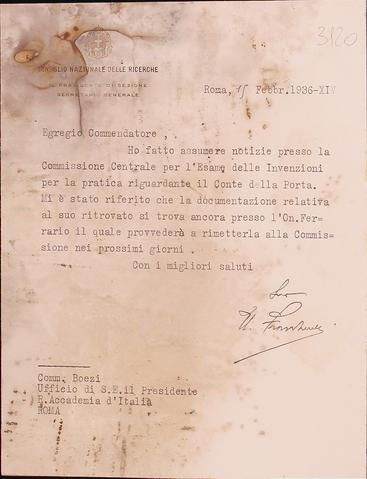 3120
CONSIGLIO NAZIONALE DELLE RICERCHE
IL PRESIDENTE DI SEZIONE
SEGRETARIO GENERALE
Roma, 15 Febbr.1936-XIV
Egregio Commendatore ,
Ho fatto assumere notizie presso la
Commissione Centrale per l'Esame delle Invenzioni
per la pratica riguardante il Conte della Porta.
Mi è stato riferito che la documentazione relativa
al suo ritrovato si trova ancora presso l'On.Fer=
rario il quale provvederà a rimetterla alla Commis=
sione nei prossimi giorni .
Con i migliori saluti
Comm. Boezi
Ufficio di S.E.il Presidente
R.Accademia d'Italia
ROMA